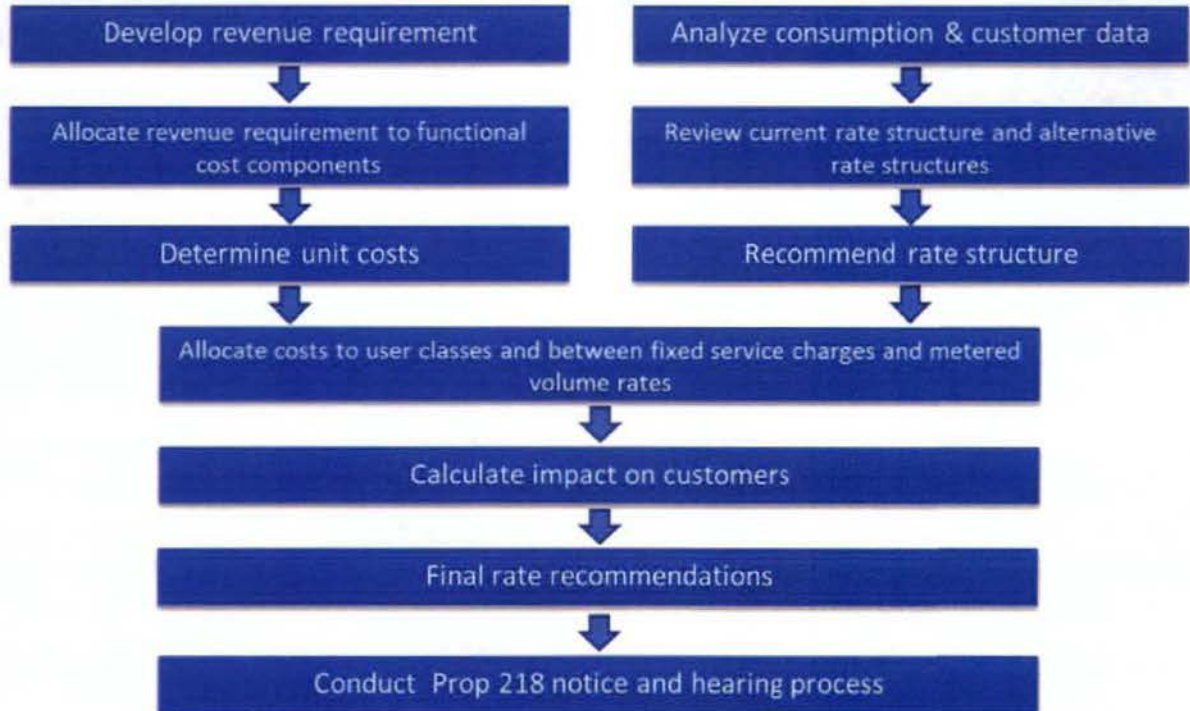 Develop revenue requirement
Analyze consumption & customer data
Allocate revenue requirement to functional
cost components
Review current rate structure and alternative
rate structures
Determine unit costs
Recommend rate structure
Allocate costs to user classes and between fixed service charges and metered
volume rates
Calculate impact on customers
Final rate recommendations
Conduct Prop 218 notice and hearing process